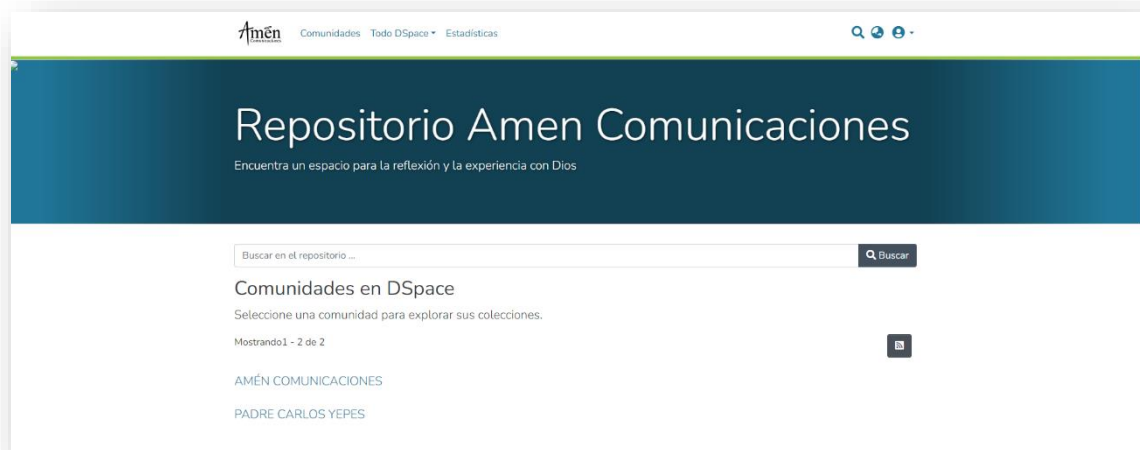 Amén
Comunidades Todo DSpace Estadísticas
Repositorio Amen Comunicaciones
Encuentra un espacio para la reflexión y la experiencia con Dios
Buscar en el repositorio ...
Buscar
Comunidades en DSpace
Seleccione una comunidad para explorar sus colecciones.
Mostrando1 - 2 de 2
AMÉN COMUNICACIONES
PADRE CARLOS YEPES